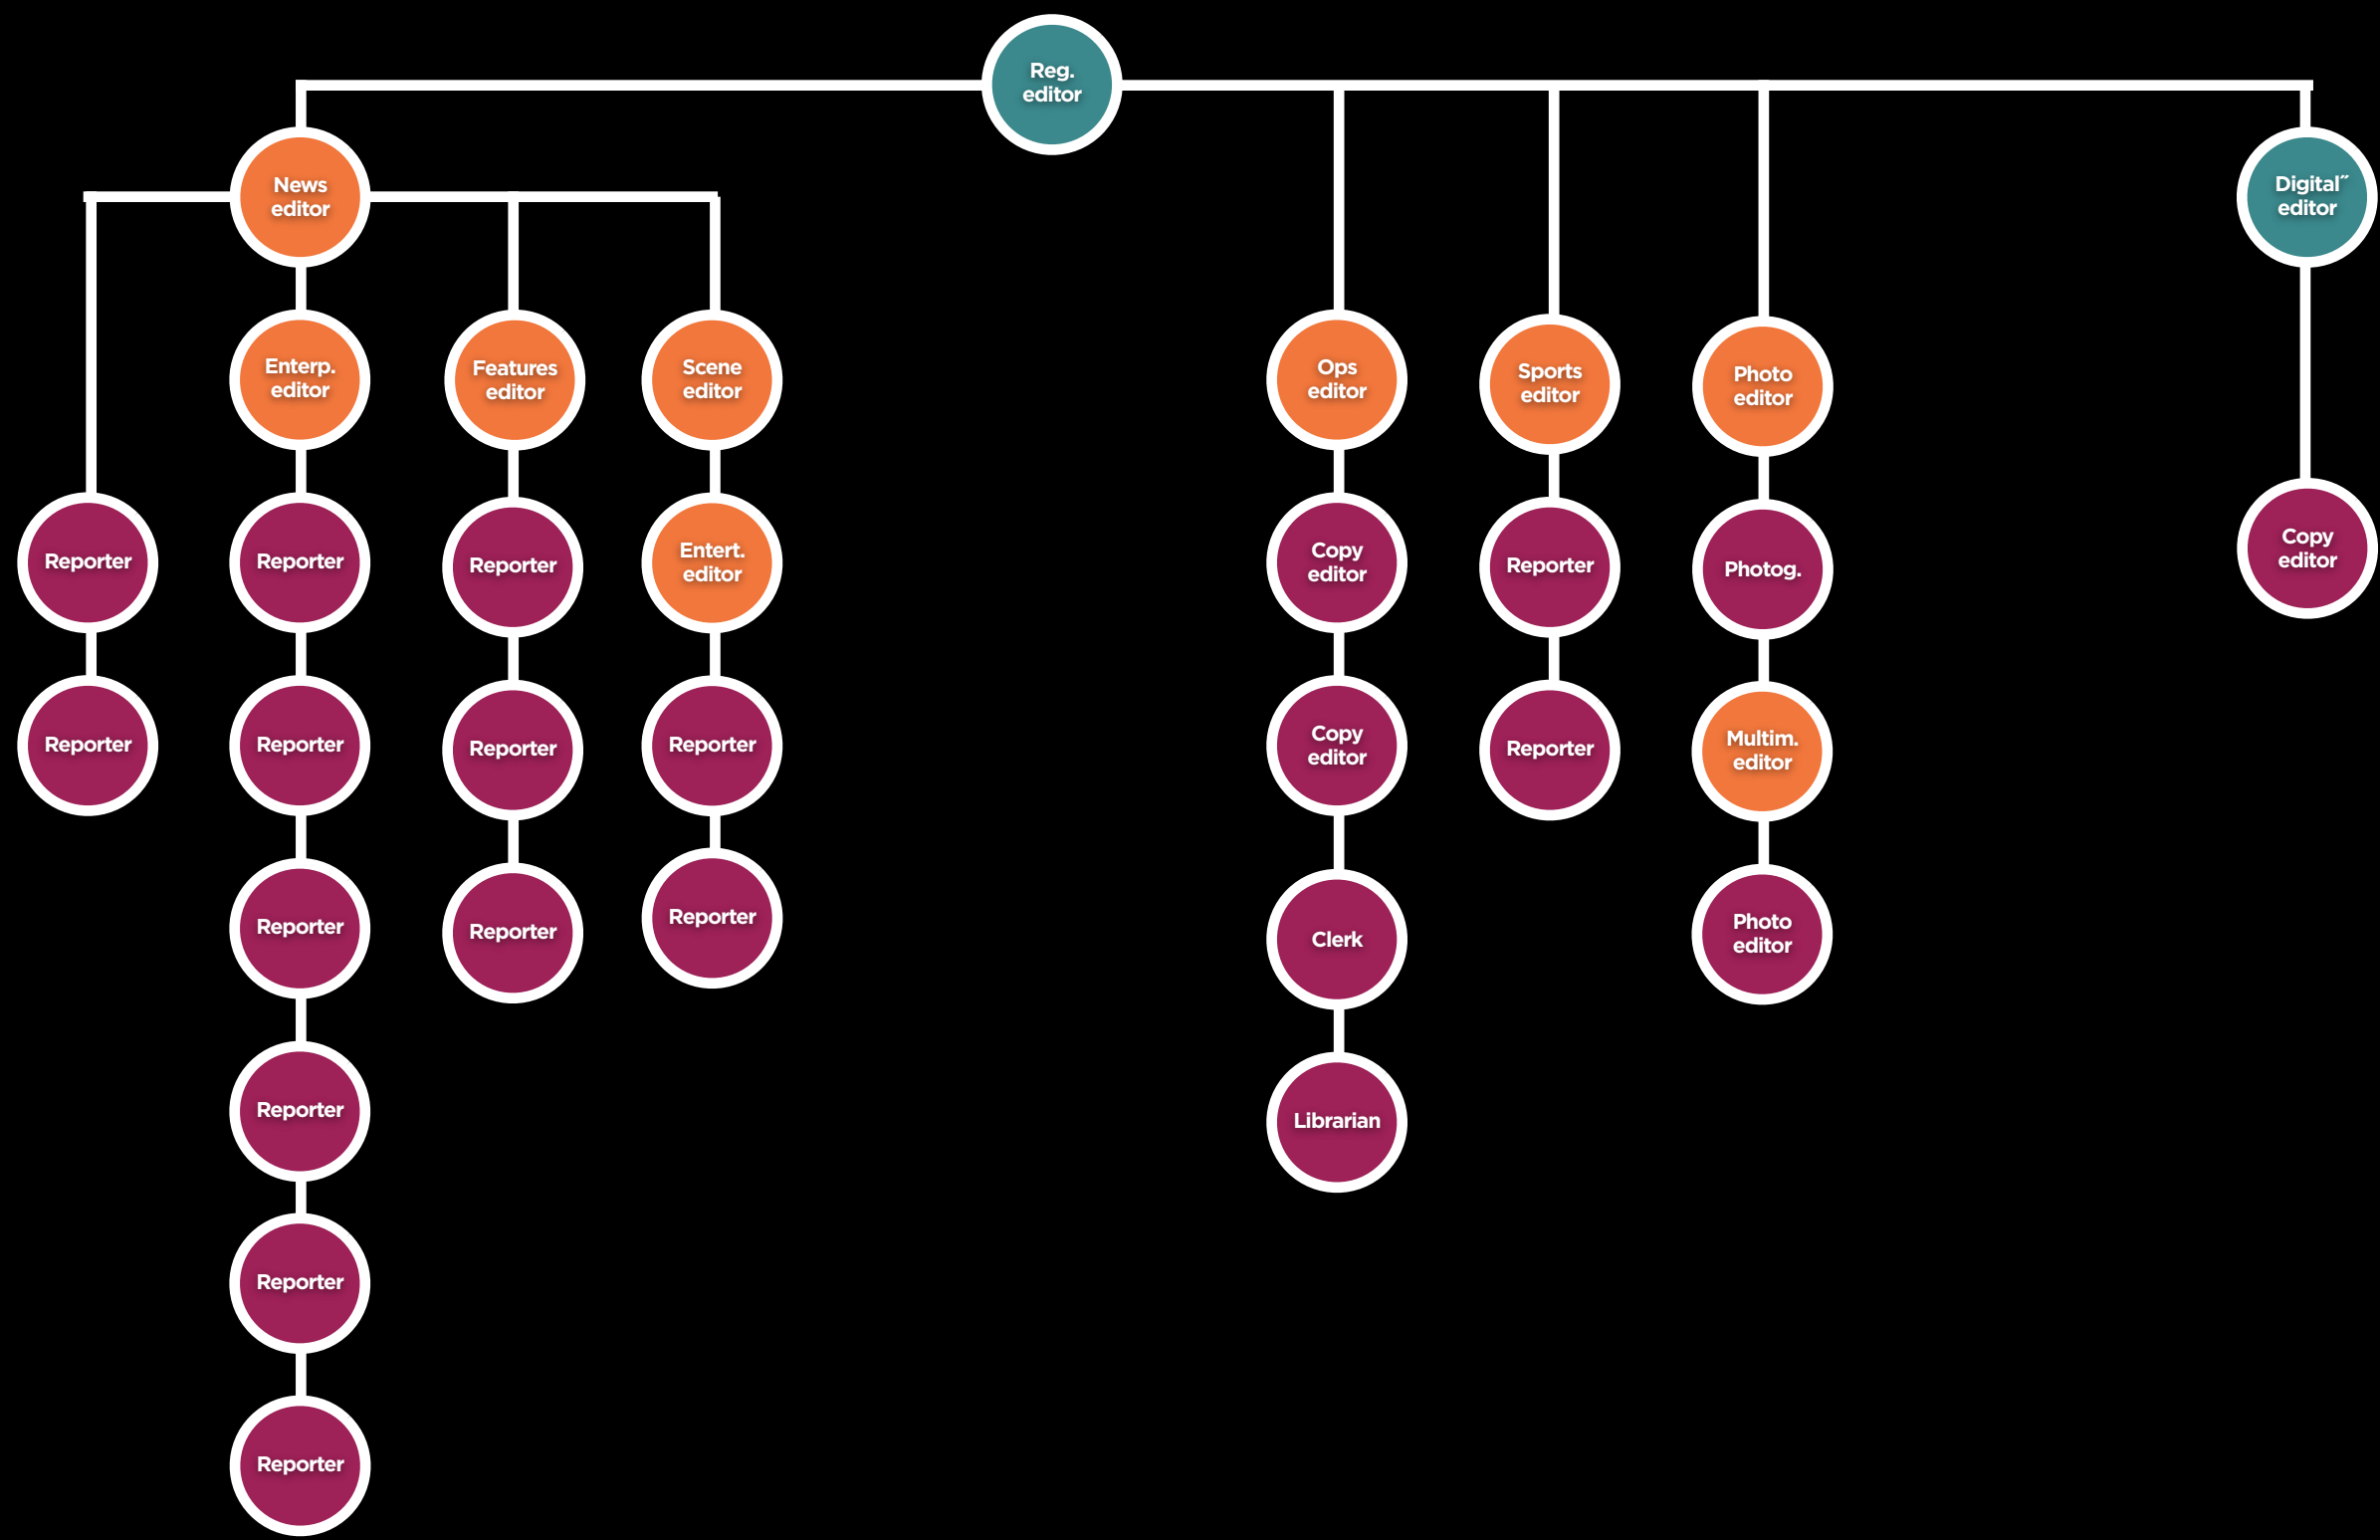 Reg.
editor
News
editor
Digital˝
editor
Enterp.
editor
Features
editor
Scene
editor
Ops
editor
Sports
editor
Photo
editor
Reporter
Reporter
Reporter
Entert.
editor
Copy
editor
Reporter
Photog.
Copy
editor
Reporter
Reporter
Reporter
Reporter
Copy
editor
Reporter
Multim.
editor
Reporter
Reporter
Reporter
Clerk
Photo
editor
Reporter
Librarian
Reporter
Reporter